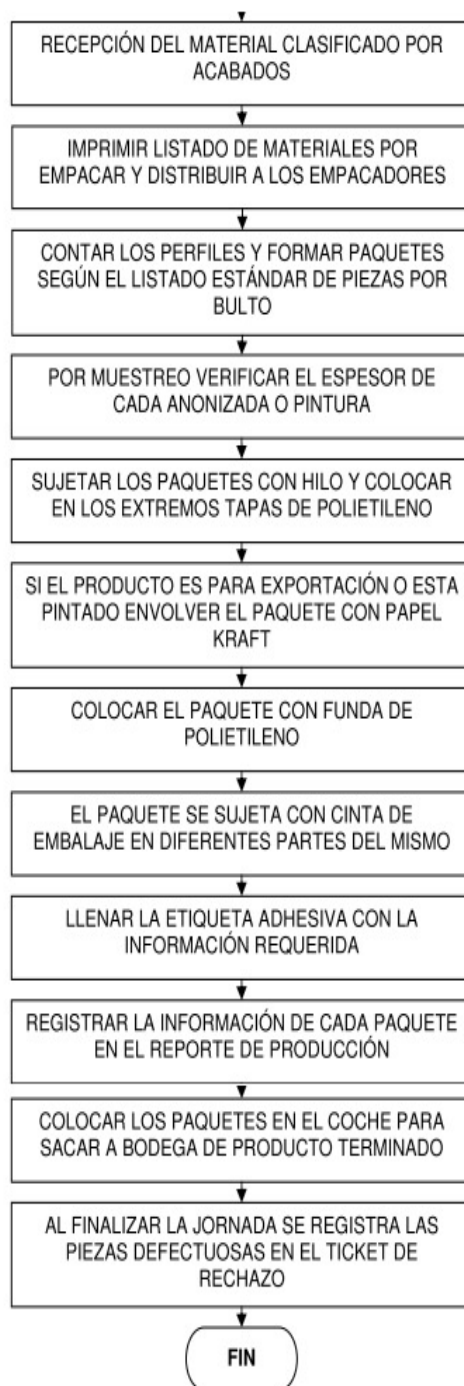 RECEPCIÓN DEL MATERIAL CLASIFICADO POR
ACABADOS
IMPRIMIR LISTADO DE MATERIALES POR
EMPACAR Y DISTRIBUIR A LOS EMPACADORES
CONTAR LOS PERFILES Y FORMAR PAQUETES
SEGÚN EL LISTADO ESTÁNDAR DE PIEZAS POR
BULTO
POR MUESTREO VERIFICAR EL ESPESOR DE
CADA ANONIZADA O PINTURA
SUJETAR LOS PAQUETES CON HILO Y COLOCAR
EN LOS EXTREMOS TAPAS DE POLIETILENO
SI EL PRODUCTO ES PARA EXPORTACIÓN O ESTA
PINTADO ENVOLVER EL PAQUETE CON PAPEL
KRAFT
COLOCAR EL PAQUETE CON FUNDA DE
POLIETILENO
EL PAQUETE SE SUJETA CON CINTA DE
EMBALAJE EN DIFERENTES PARTES DEL MISMO
LLENAR LA ETIQUETA ADHESIVA CON LA
INFORMACIÓN REQUERIDA
REGISTRAR LA INFORMACIÓN DE CADA PAQUETE
EN EL REPORTE DE PRODUCCIÓN
COLOCAR LOS PAQUETES EN EL COCHE PARA
SACAR A BODEGA DE PRODUCTO TERMINADO
AL FINALIZAR LA JORNADA SE REGISTRA LAS
PIEZAS DEFECTUOSAS EN EL TICKET DE
RECHAZO
FIN